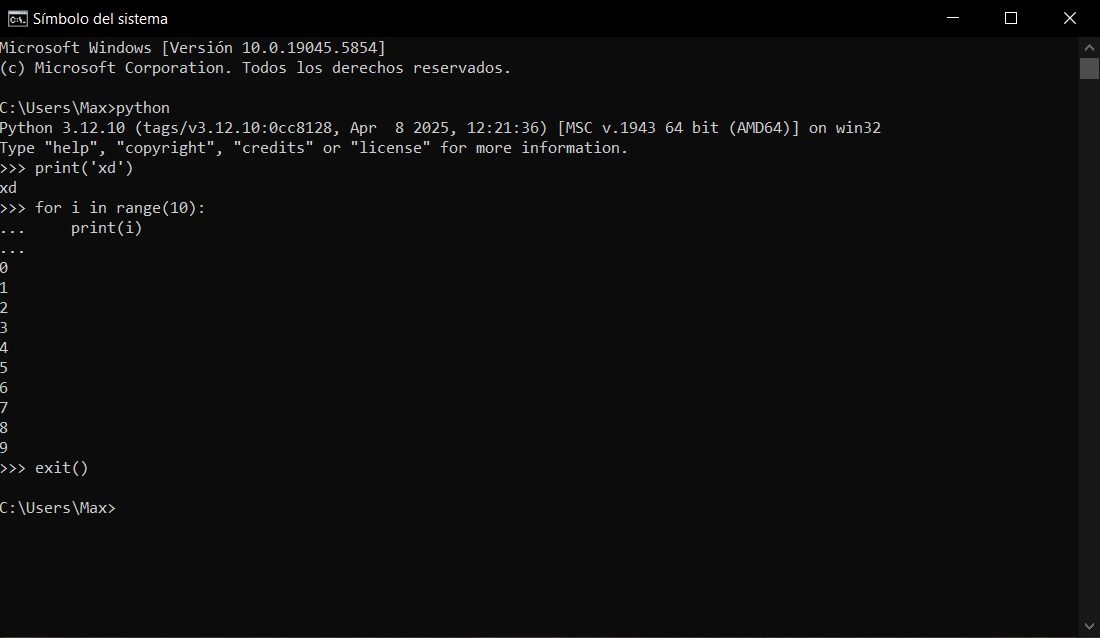 Símbolo del sistema
Microsoft Windows [Versión 10.0.19045.5854]
(c) Microsoft Corporation. Todos los derechos reservados.
C:\Users\Max>python
Python 3.12.10 (tags/v3.12.10:0cc8128, Apr  8 2025, 12:21:36) [MSC v.1943 64 bit (AMD64)] on win32
Type "help", "copyright", "credits" or "license" for more information.
>>> print('xd')
xd
>>> for i in range(10):
...     print(i)
...
0
1
2
3
4
5
6
7
8
9
>>> exit()
C:\Users\Max>